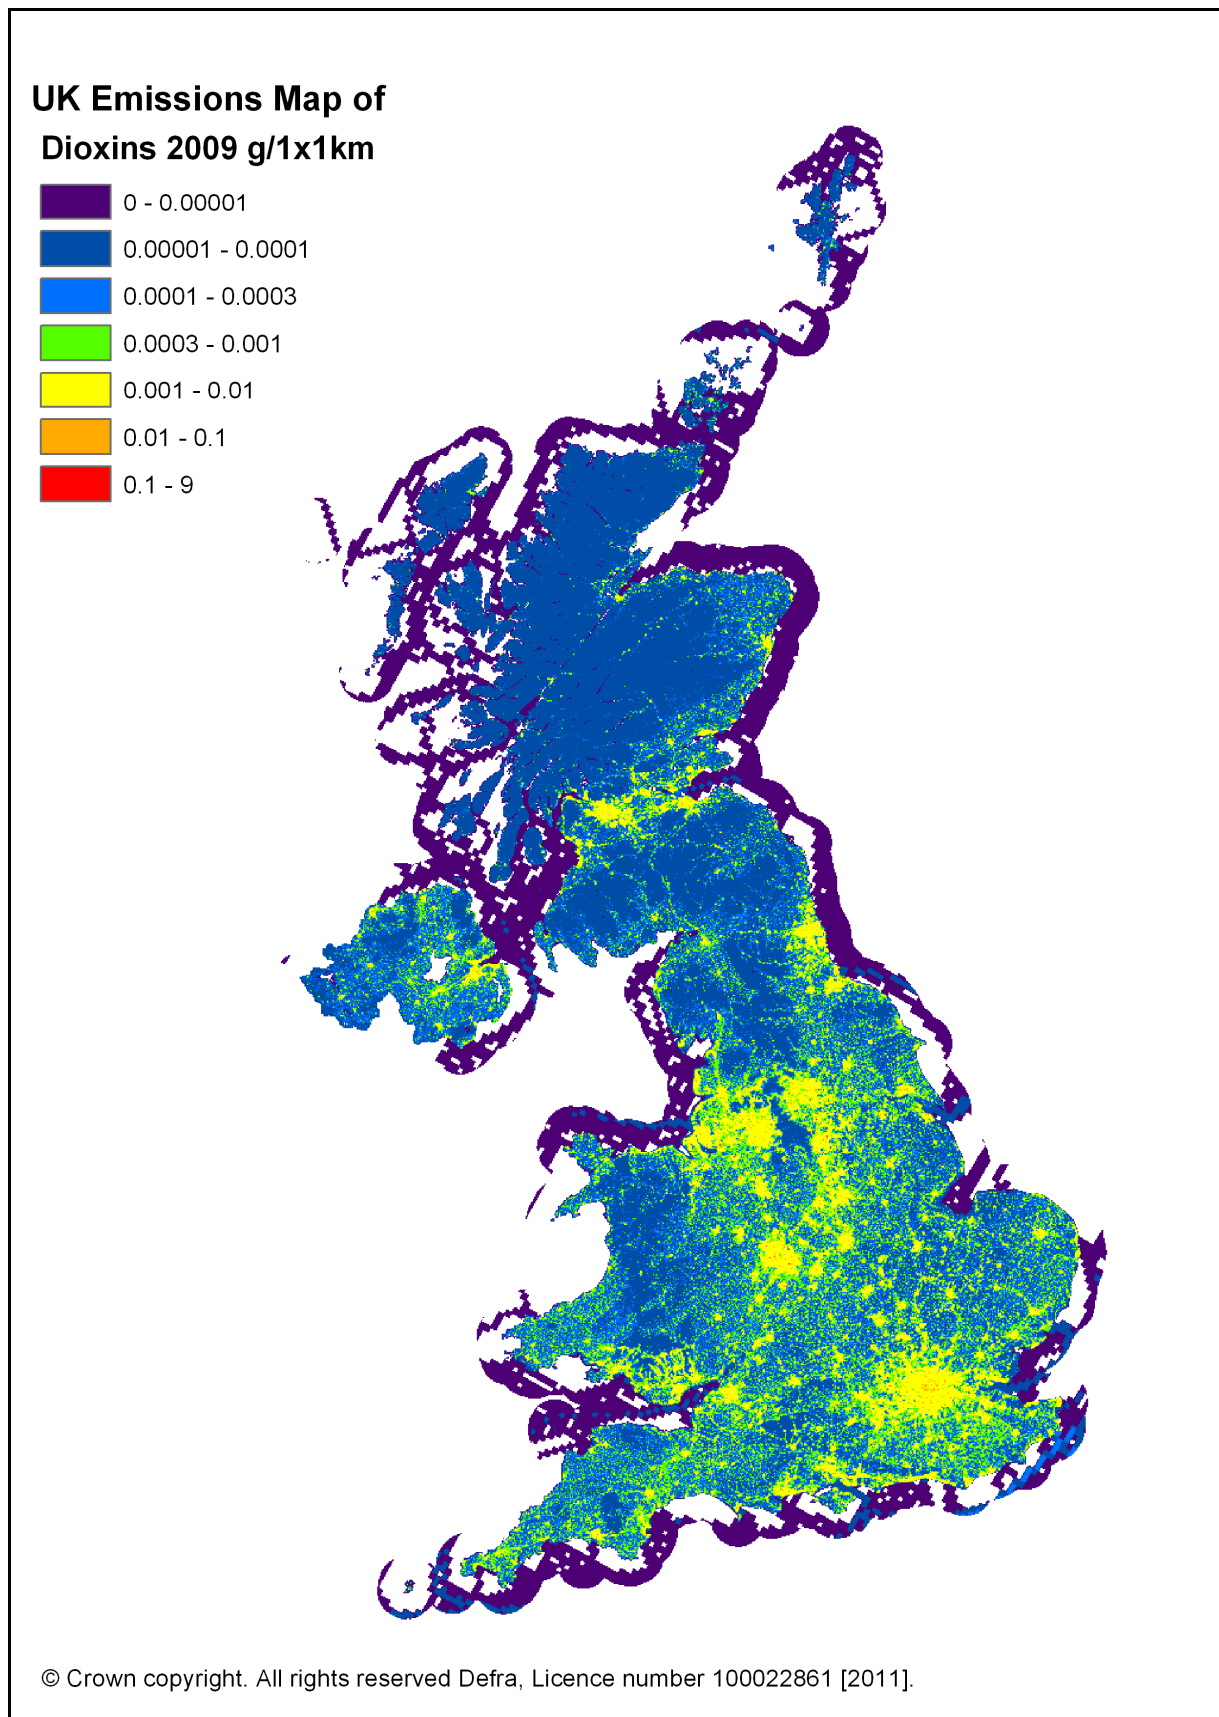 UK Emissions Map of
Dioxins 2009 g/1x1km
0 - 0.00001
0.00001 - 0.0001
0.0001 - 0.0003
0.0003 - 0.001
0.001 - 0.01
0.01 - 0.1
0.1 - 9
© Crown copyright. All rights reserved Defra, Licence number 100022861 [2011].